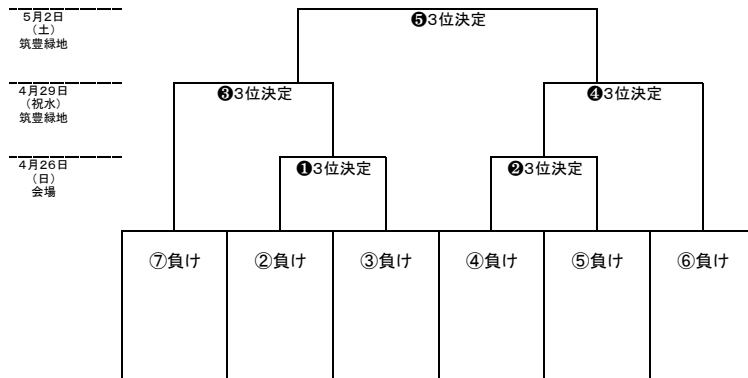 5月2日
（土）
筑豊緑地
❺3位決定
4月29日
（祝水）
筑豊緑地
❸3位決定
❹3位決定
4月26日
（日）
会場
❶3位決定
❷3位決定
⑦負け
②負け
③負け
④負け
⑤負け
⑥負け